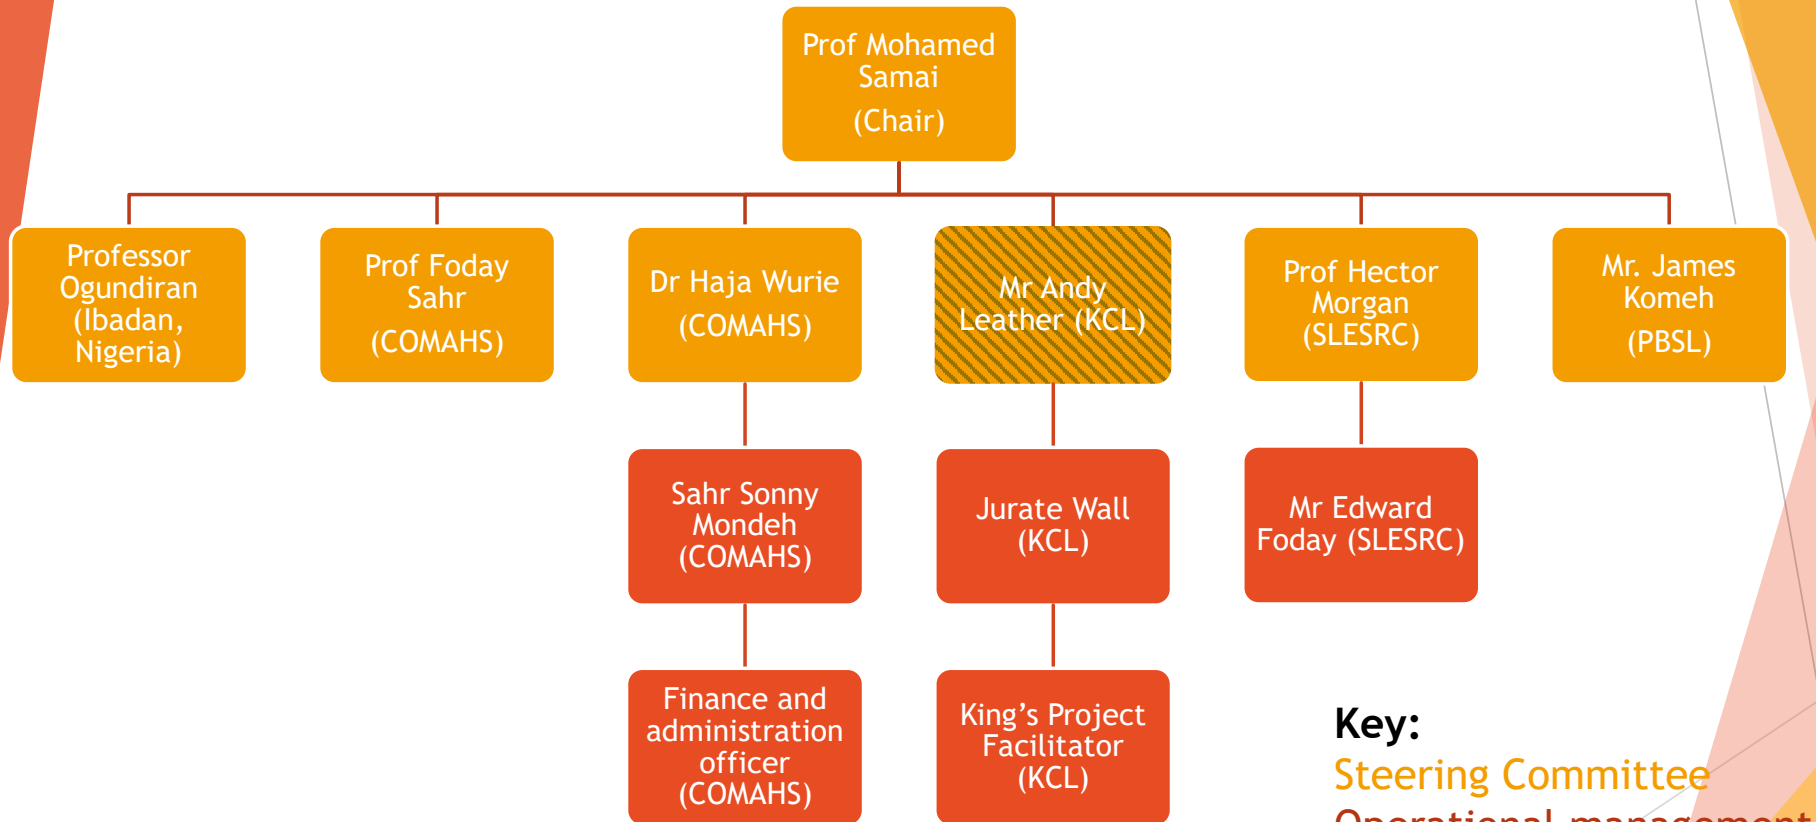 Prof Mohamed
Samai
(Chair)
Professor
Ogundiran
(Ibadan,
Nigeria)
Prof Foday
Sahr
(COMAHS)
Dr Haja Wurie
(COMAHS)
Mr Andy
Leather (KCL)
Prof Hector
Morgan
(SLESRC)
Mr. James
Komeh
(PBSL)
Sahr Sonny
Mondeh
(COMAHS)
Jurate Wall
(KCL)
Mr Edward
Foday (SLESRC)
Finance and
administration
officer
(COMAHS)
King’s Project
Facilitator
(KCL)
Key:
Steering Committee
Operational management